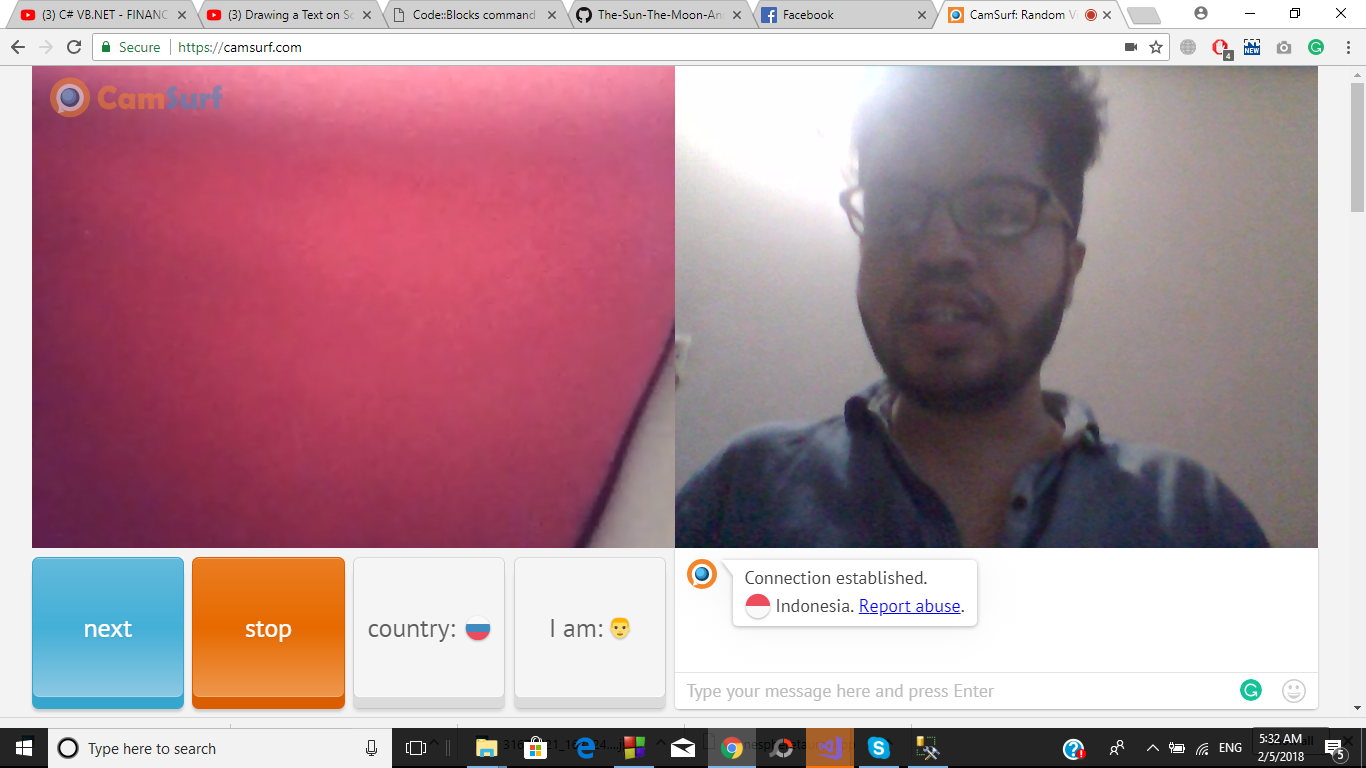 (3) C# VB.NET - FINANC
(3) Drawing a Text on Sc
Code::Blocks command
The-Sun-The-Moon-An
Facebook
CamSurf: Random V
Secure
https://camsurf.com
4
NEW
CamSurf
Connection established.
Indonesia. Report abuse.
next
stop
country:
I am:
Type your message here and press Enter
Type here to search
ENG
5:32 AM
2/5/2018
5